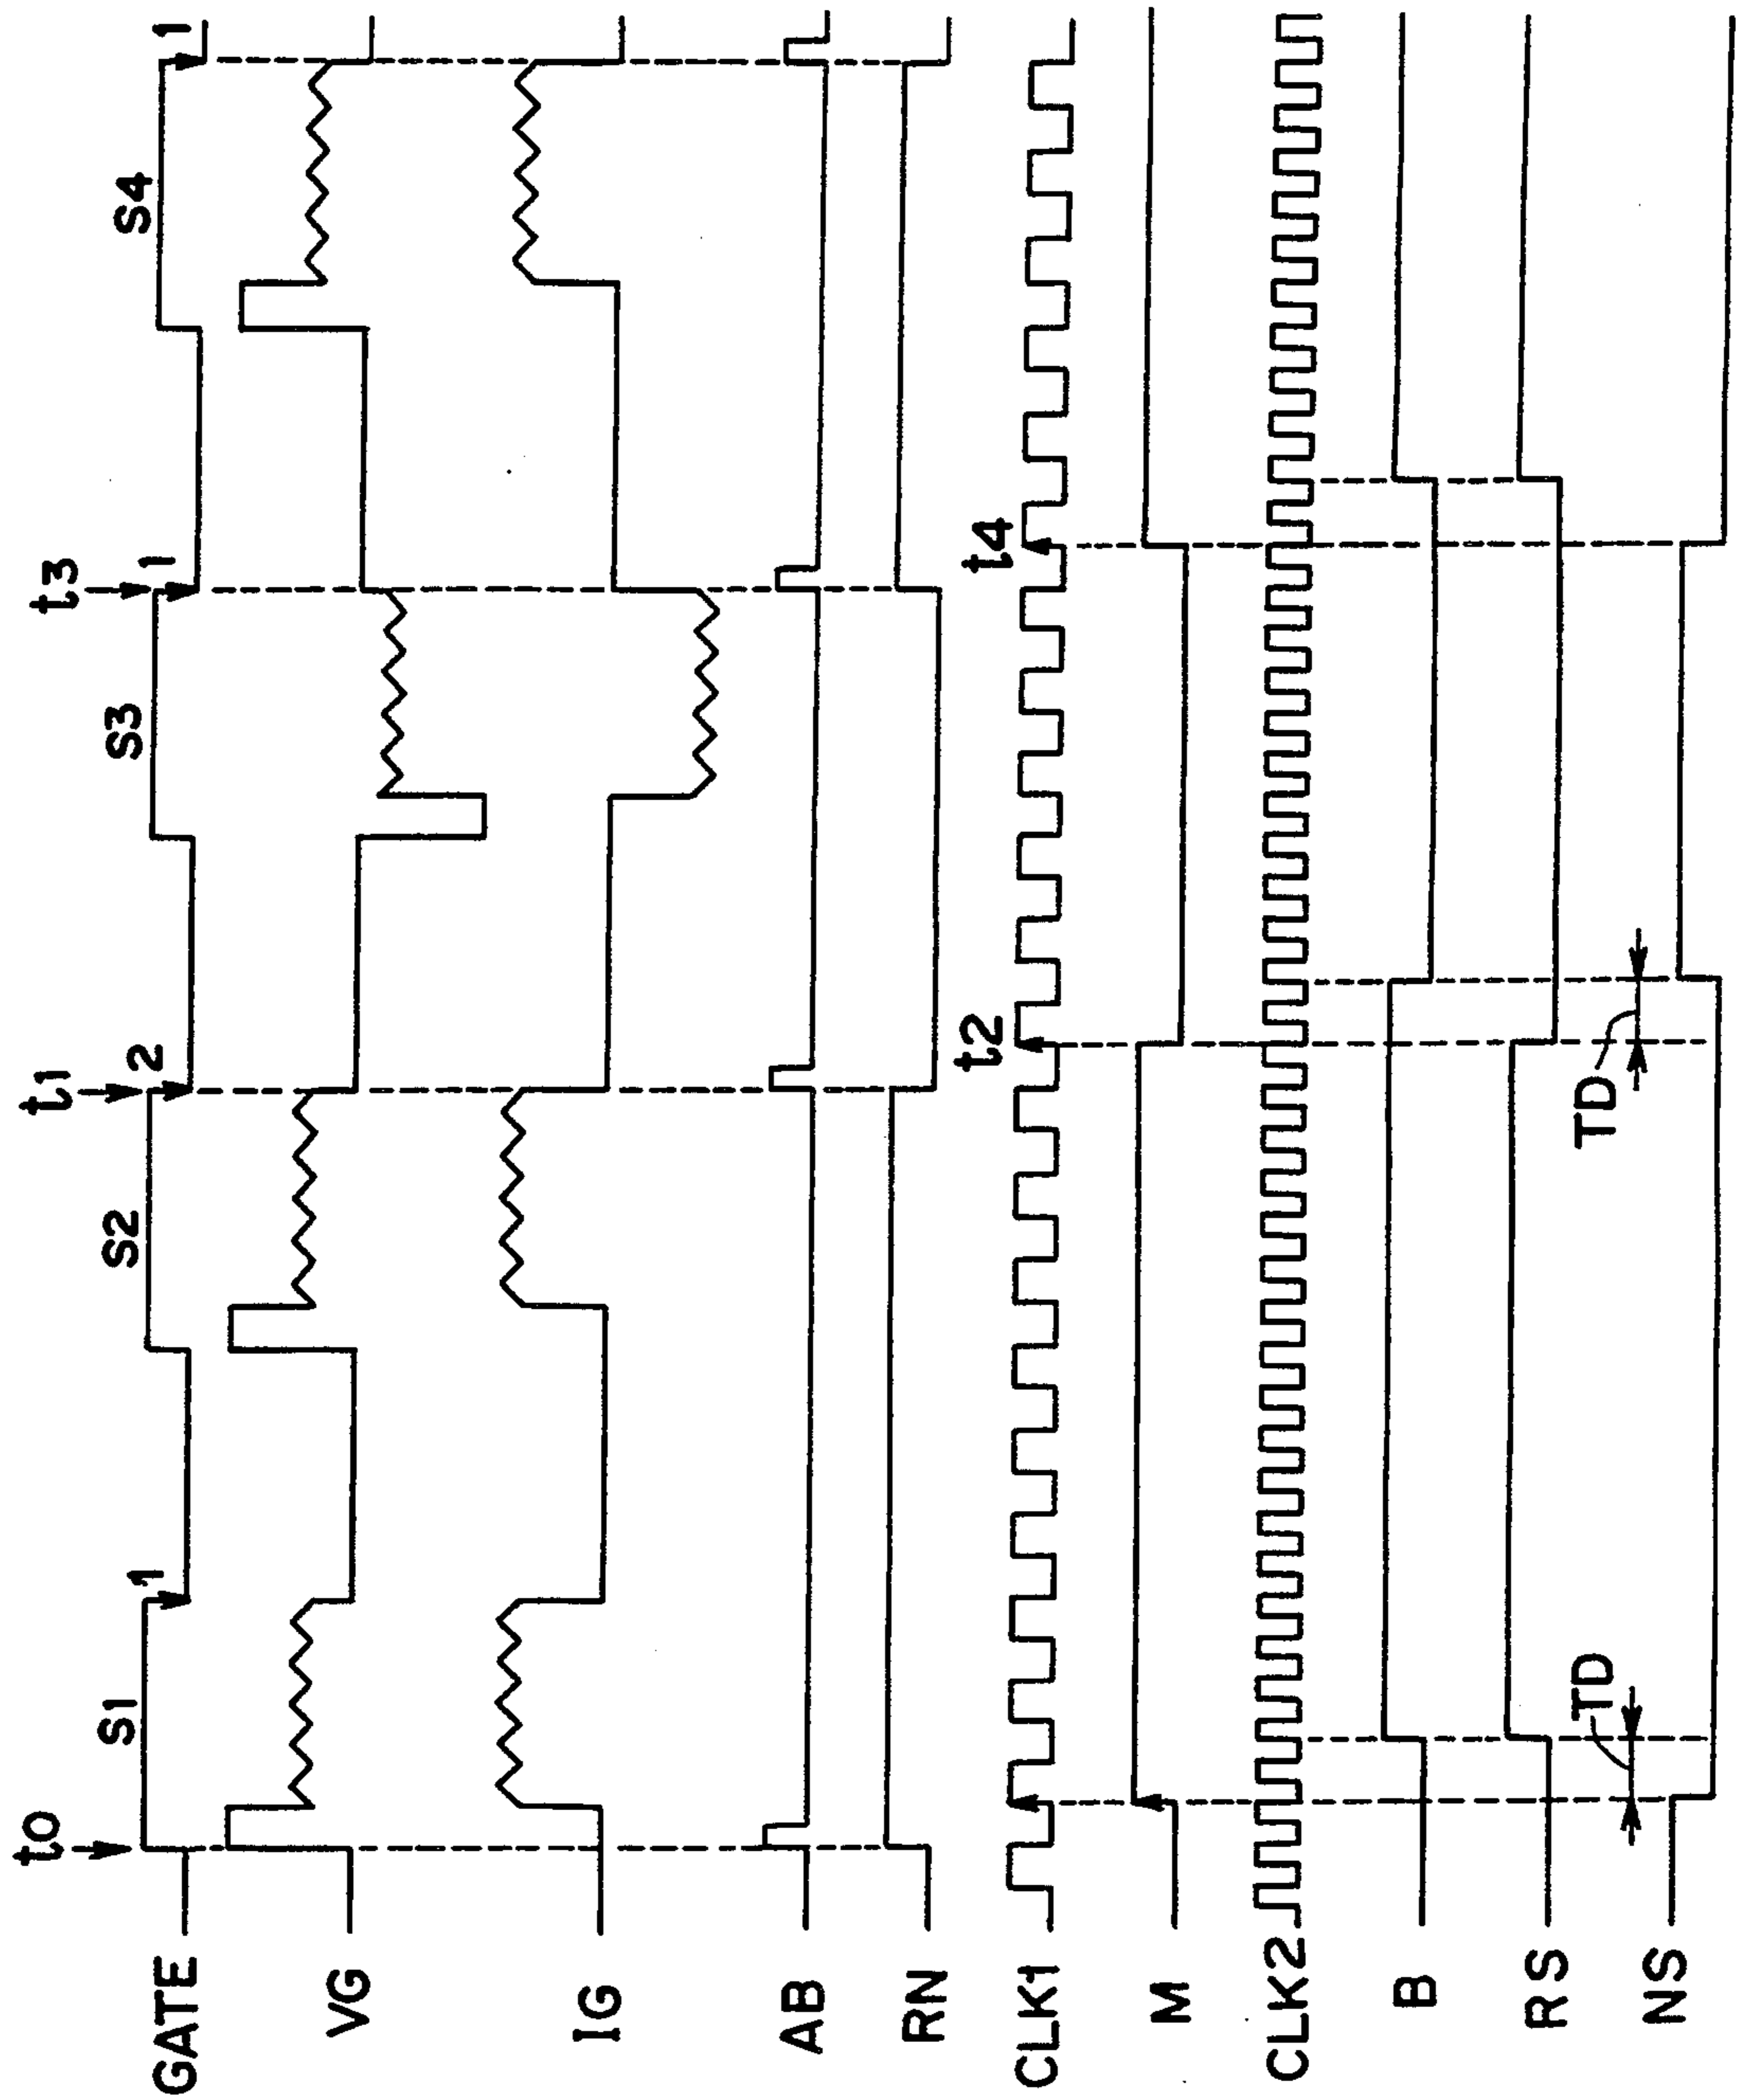 t0 t1 t3
S1 1 S2 2 S3 1 S4 1
GATE
VG
IG
AB
RN
t2 t4
CLK1
M
CLK2
B
RS
TD TD
NS